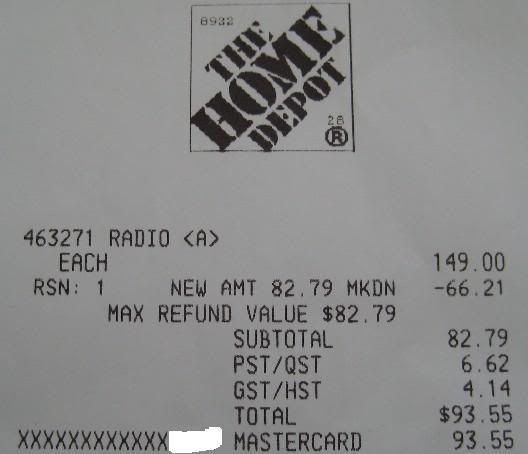 8922
THE
HOME
DEPOT
28
®
463271 RADIO <A>
EACH 149.00
RSN: 1 NEW AMT 82.79 MKDN -66.21
MAX REFUND VALUE $82.79
SUBTOTAL 82.79
PST/QST 6.62
GST/HST 4.14
TOTAL $93.55
XXXXXXXXXXXX MASTERCARD 93.55